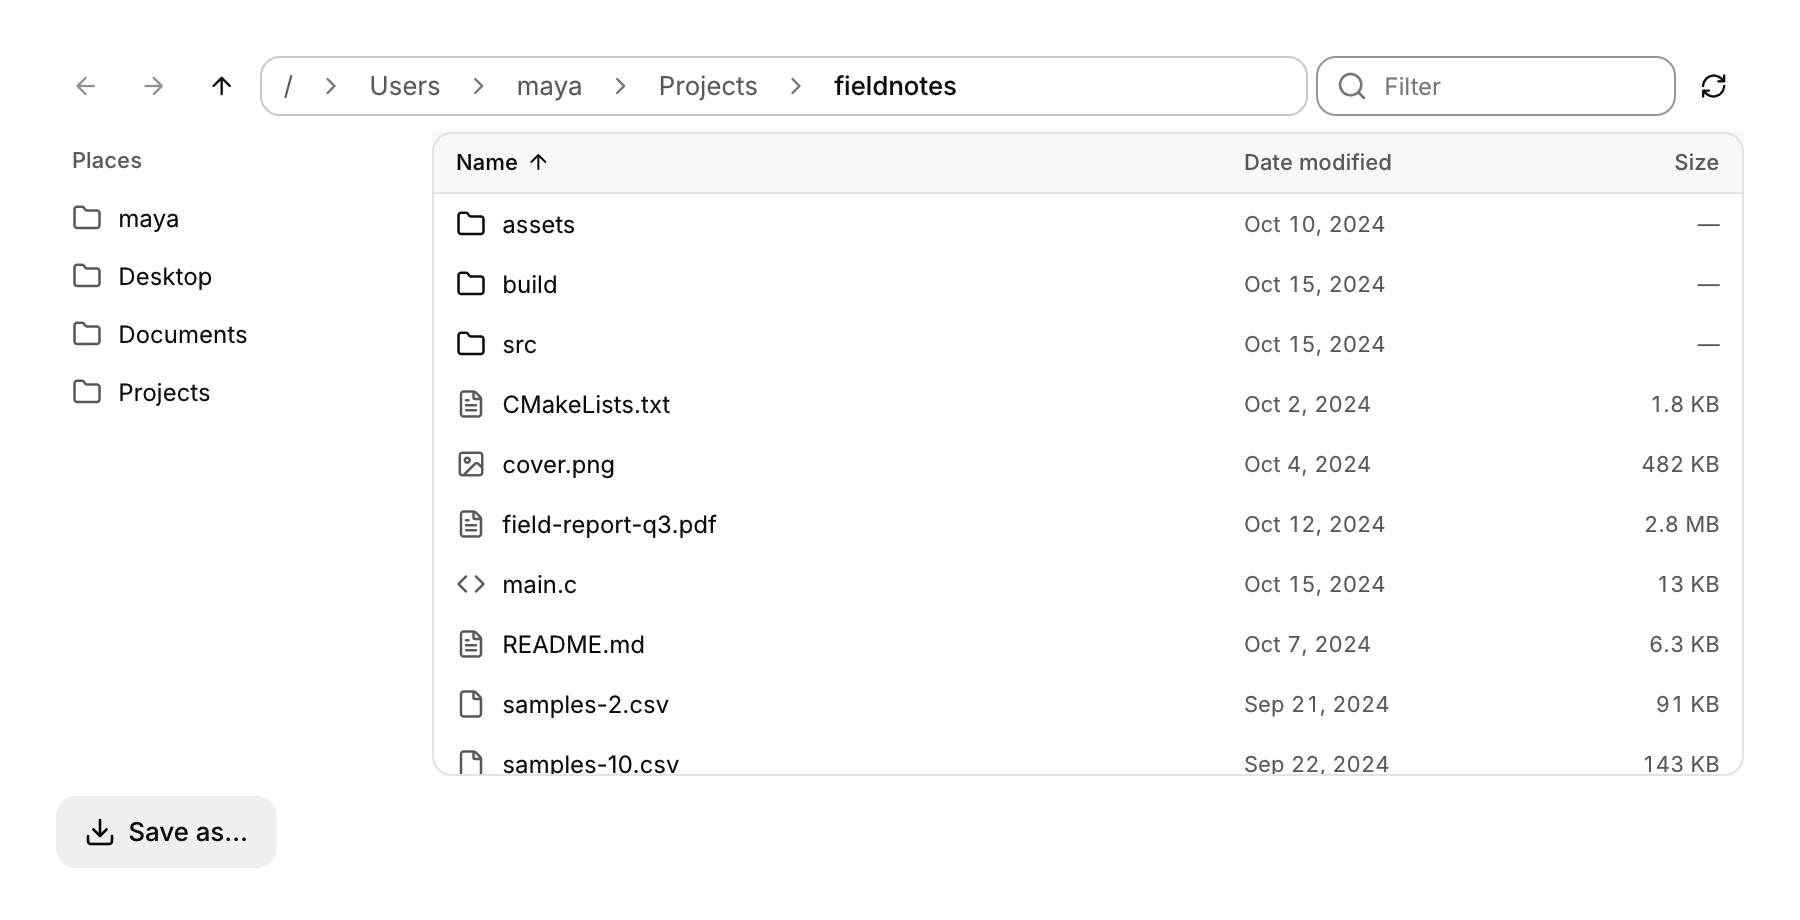 / > Users > maya > Projects > fieldnotes
Filter
Places
maya
Desktop
Documents
Projects
Name Date modified Size
assets Oct 10, 2024 —
build Oct 15, 2024 —
src Oct 15, 2024 —
CMakeLists.txt Oct 2, 2024 1.8 KB
cover.png Oct 4, 2024 482 KB
field-report-q3.pdf Oct 12, 2024 2.8 MB
main.c Oct 15, 2024 13 KB
README.md Oct 7, 2024 6.3 KB
samples-2.csv Sep 21, 2024 91 KB
samples-10.csv Sep 22, 2024 143 KB
Save as...